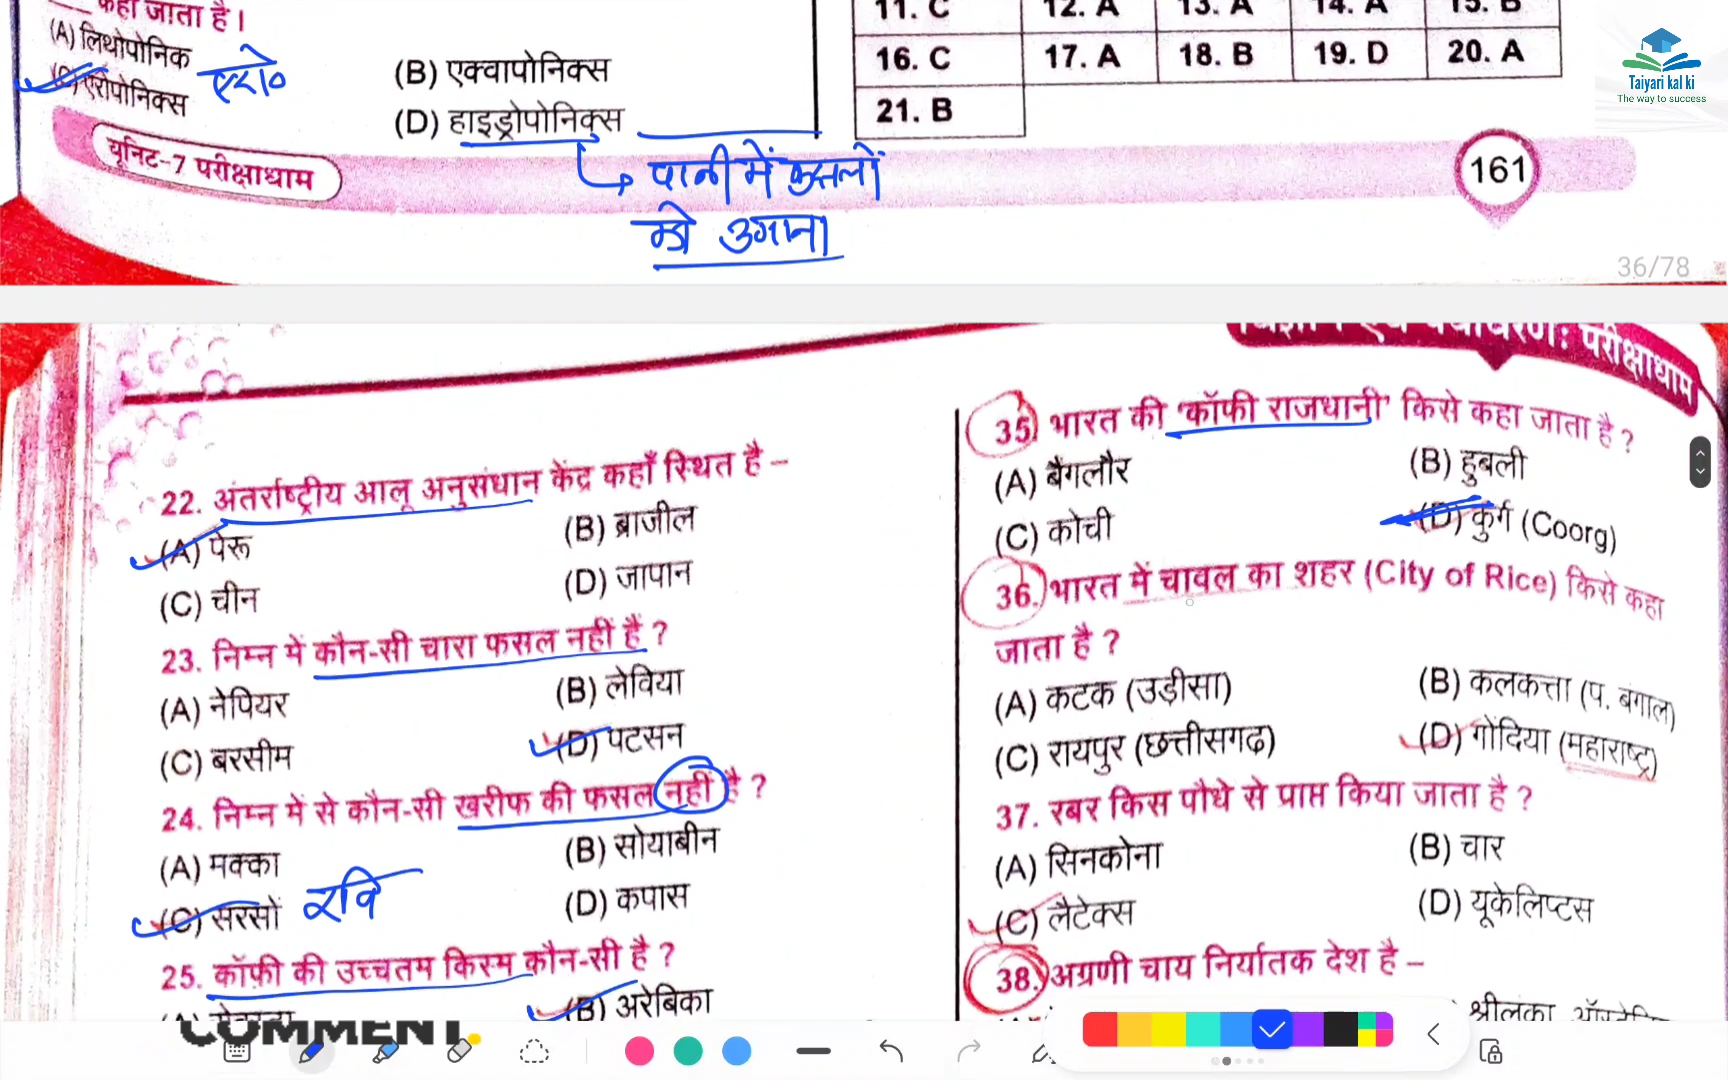 कहा जाता है।
(A) लिथोपोनिक
(B) एक्वापोनिक्स
(C) एरोपोनिक्स
(D) हाइड्रोपोनिक्स
पानी में फसलों
को उगाना
यूनिट-7 परीक्षाधाम
11. C 12. A 13. A 14. A 15. B
16. C 17. A 18. B 19. D 20. A
21. B
161
36/78
Taiyari kal ki
The way to success
परीक्षाधाम
22. अंतर्राष्ट्रीय आलू अनुसंधान केंद्र कहाँ स्थित है –
(A) पेरू
(B) ब्राजील
(C) चीन
(D) जापान
23. निम्न में कौन-सी चारा फसल नहीं है ?
(A) नेपियर
(B) लेविया
(C) बरसीम
(D) पटसन
24. निम्न में से कौन-सी खरीफ की फसल नहीं है ?
(A) मक्का
(B) सोयाबीन
(C) सरसों रवि
(D) कपास
25. कॉफ़ी की उच्चतम किस्म कौन-सी है ?
(B) अरेबिका
35. भारत की 'कॉफी राजधानी' किसे कहा जाता है ?
(A) बैंगलौर
(B) हुबली
(C) कोची
(D) कुर्ग (Coorg)
36. भारत में चावल का शहर (City of Rice) किसे कहा
जाता है ?
(A) कटक (उड़ीसा)
(B) कलकत्ता (प. बंगाल)
(C) रायपुर (छत्तीसगढ़)
(D) गोंदिया (महाराष्ट्र)
37. रबर किस पौधे से प्राप्त किया जाता है ?
(A) सिनकोना
(B) चार
(C) लैटेक्स
(D) यूकेलिप्टस
38. अग्रणी चाय निर्यातक देश है –
श्रीलंका
COMMENT